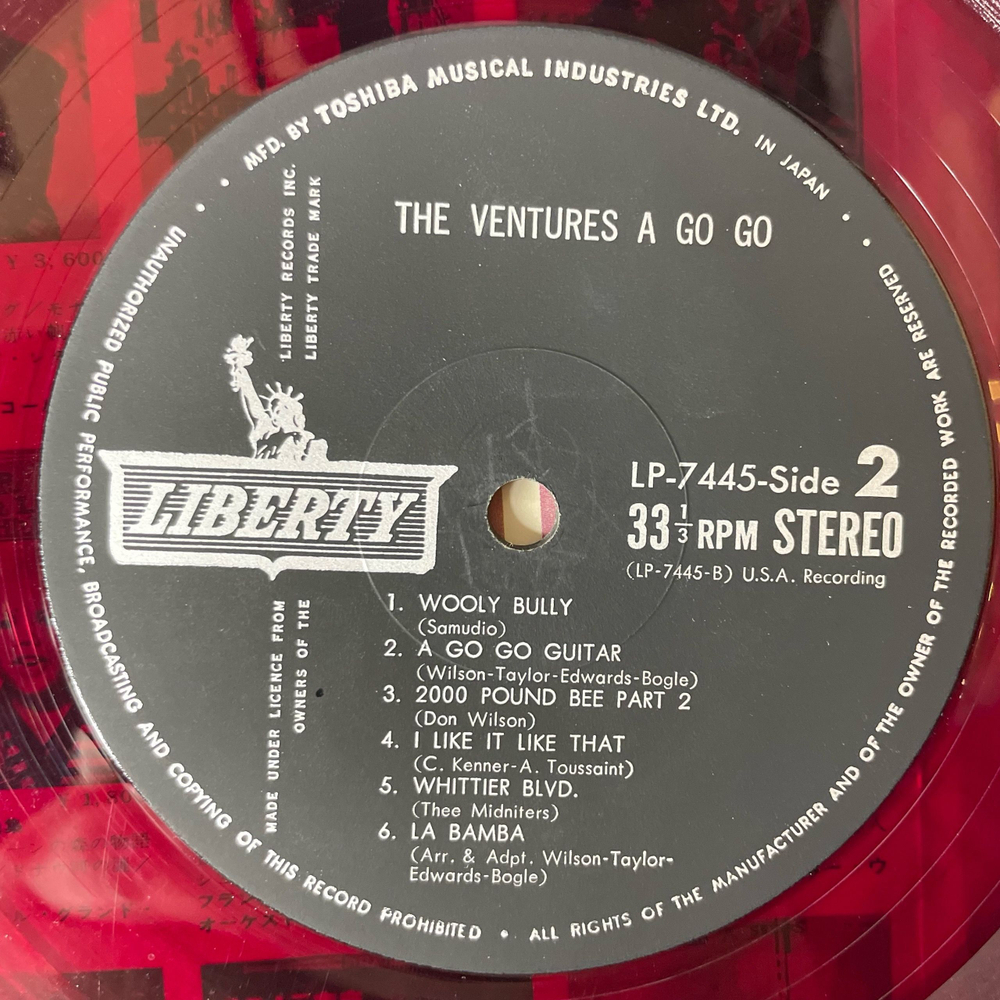 MFD. BY TOSHIBA MUSICAL INDUSTRIES LTD. IN JAPAN
THE VENTURES A GO GO
LIBERTY RECORDS INC.
LIBERTY TRADE MARK
LIBERTY
LP-7445-Side 2
33 1/3 RPM STEREO
(LP-7445-B) U.S.A. Recording
MADE UNDER LICENCE FROM
OWNERS OF THE
1. WOOLY BULLY
(Samudio)
2. A GO GO GUITAR
(Wilson-Taylor-Edwards-Bogle)
3. 2000 POUND BEE PART 2
(Don Wilson)
4. I LIKE IT LIKE THAT
(C. Kenner-A. Toussaint)
5. WHITTIER BLVD.
(Thee Midniters)
6. LA BAMBA
(Arr. & Adpt. Wilson-Taylor-
Edwards-Bogle)
UNAUTHORIZED PUBLIC PERFORMANCE, BROADCASTING AND COPYING OF THIS RECORD PROHIBITED • ALL RIGHTS OF THE MANUFACTURER AND OF THE OWNER OF THE RECORDED WORK ARE RESERVED
¥ 3,600